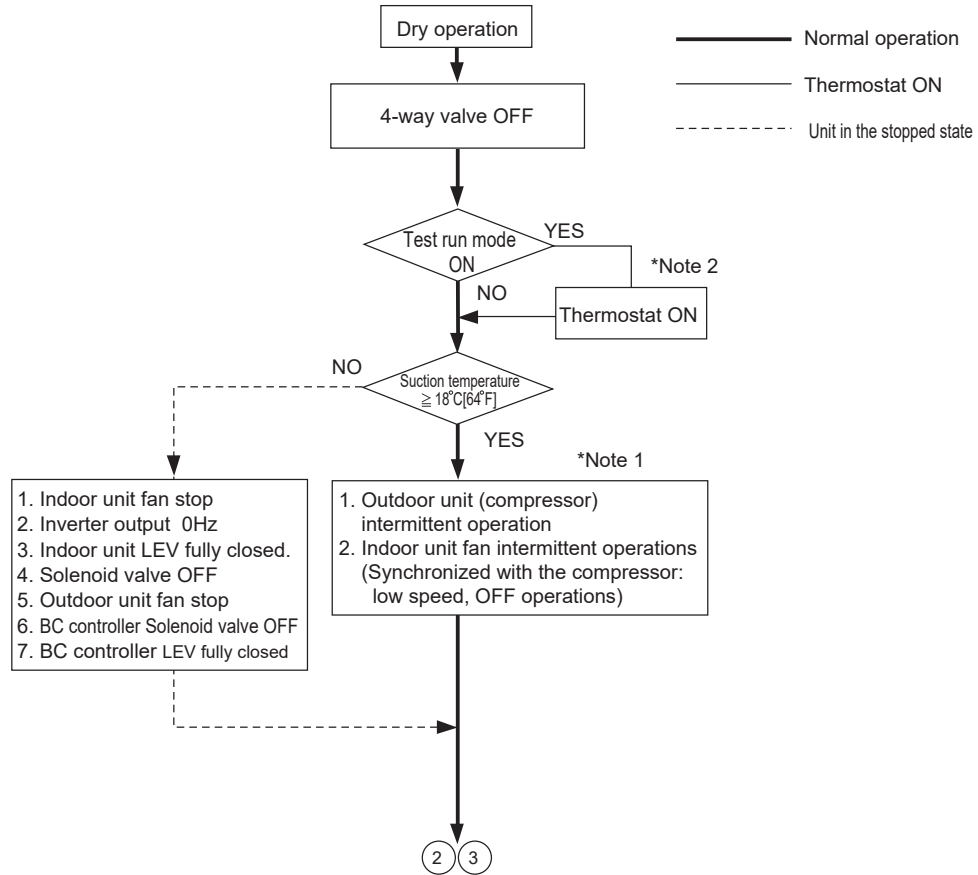 Dry operation
Normal operation
Thermostat ON
Unit in the stopped state
4-way valve OFF
Test run mode
ON
YES
*Note 2
NO
Thermostat ON
NO
Suction temperature
≧ 18°C[64°F]
YES
*Note 1
1. Indoor unit fan stop
2. Inverter output 0Hz
3. Indoor unit LEV fully closed.
4. Solenoid valve OFF
5. Outdoor unit fan stop
6. BC controller Solenoid valve OFF
7. BC controller LEV fully closed
1. Outdoor unit (compressor)
intermittent operation
2. Indoor unit fan intermittent operations
(Synchronized with the compressor:
low speed, OFF operations)
2 3